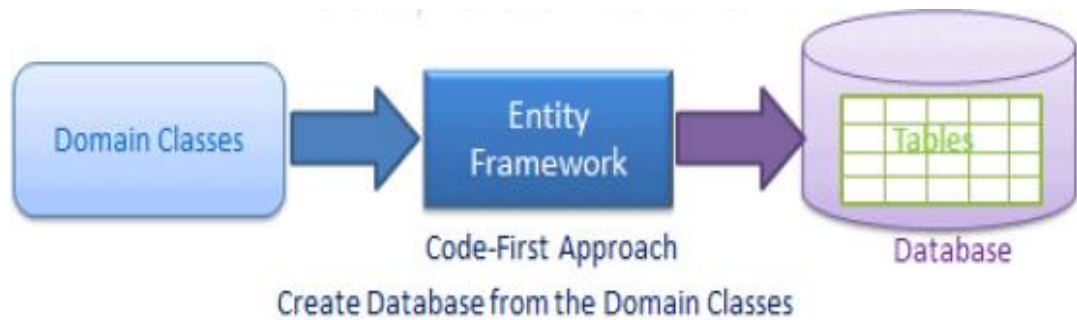 Domain Classes
Entity
Framework
Tables
Code-First Approach
Database
Create Database from the Domain Classes